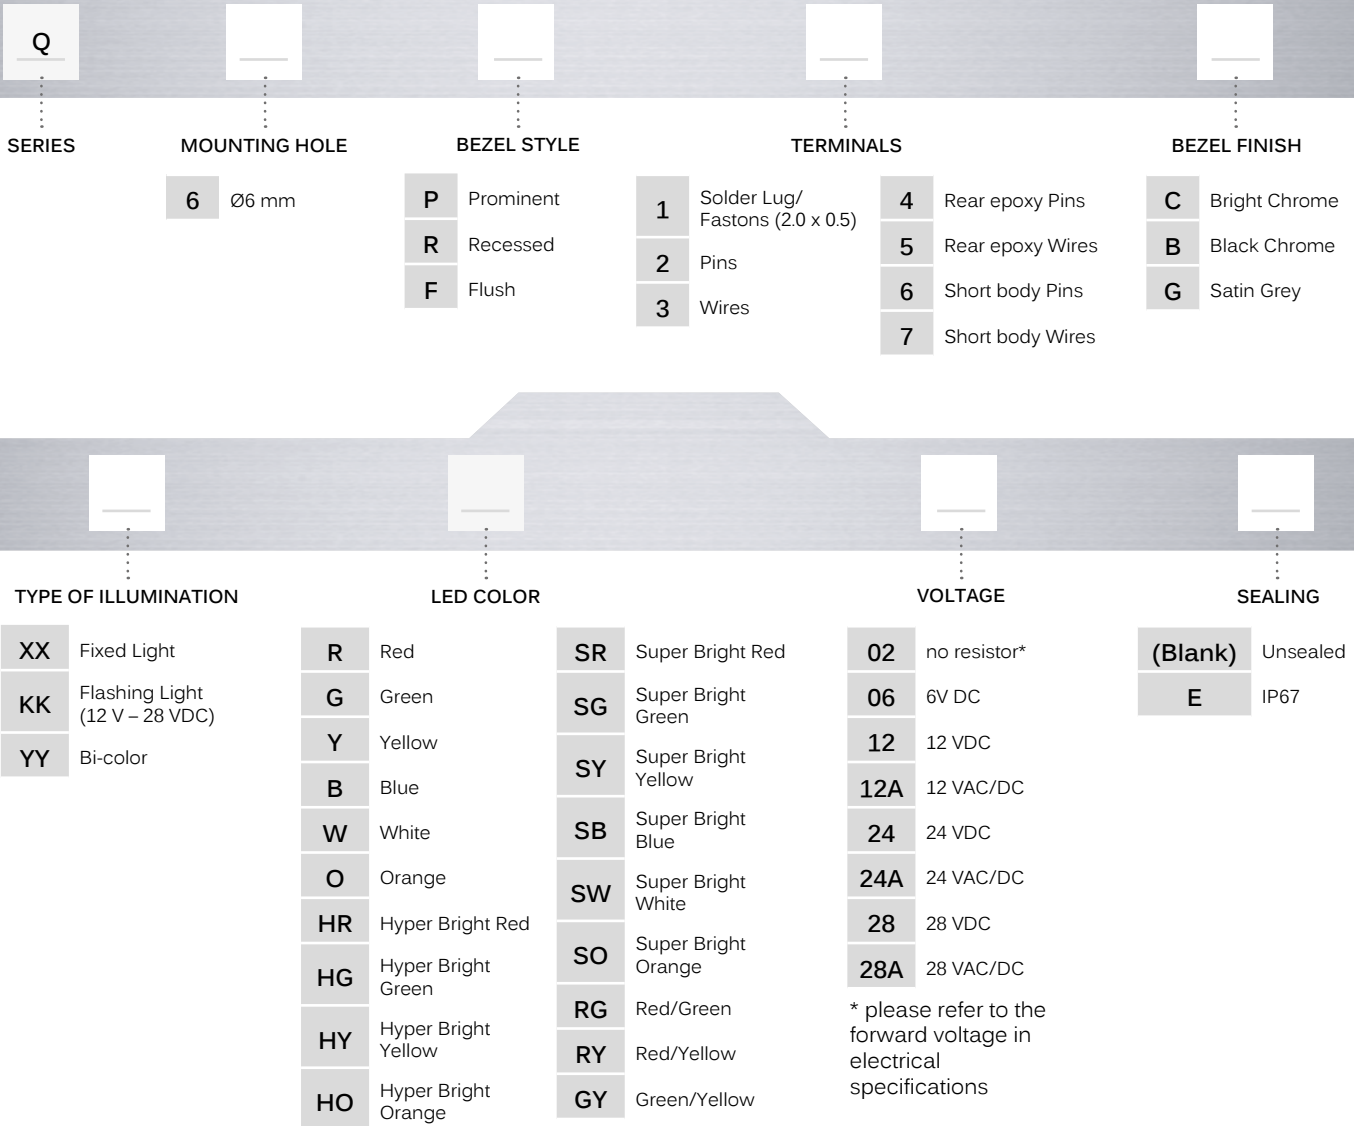 Q
SERIES
MOUNTING HOLE
6 Ø6 mm
BEZEL STYLE
P Prominent
R Recessed
F Flush
TERMINALS
1 Solder Lug/
Fastons (2.0 x 0.5)
2 Pins
3 Wires
4 Rear epoxy Pins
5 Rear epoxy Wires
6 Short body Pins
7 Short body Wires
BEZEL FINISH
C Bright Chrome
B Black Chrome
G Satin Grey
TYPE OF ILLUMINATION
XX Fixed Light
KK Flashing Light
(12 V – 28 VDC)
YY Bi-color
LED COLOR
R Red
G Green
Y Yellow
B Blue
W White
O Orange
HR Hyper Bright Red
HG Hyper Bright
Green
HY Hyper Bright
Yellow
HO Hyper Bright
Orange
SR Super Bright Red
SG Super Bright
Green
SY Super Bright
Yellow
SB Super Bright
Blue
SW Super Bright
White
SO Super Bright
Orange
RG Red/Green
RY Red/Yellow
GY Green/Yellow
VOLTAGE
02 no resistor*
06 6V DC
12 12 VDC
12A 12 VAC/DC
24 24 VDC
24A 24 VAC/DC
28 28 VDC
28A 28 VAC/DC
* please refer to the
forward voltage in
electrical
specifications
SEALING
(Blank) Unsealed
E IP67